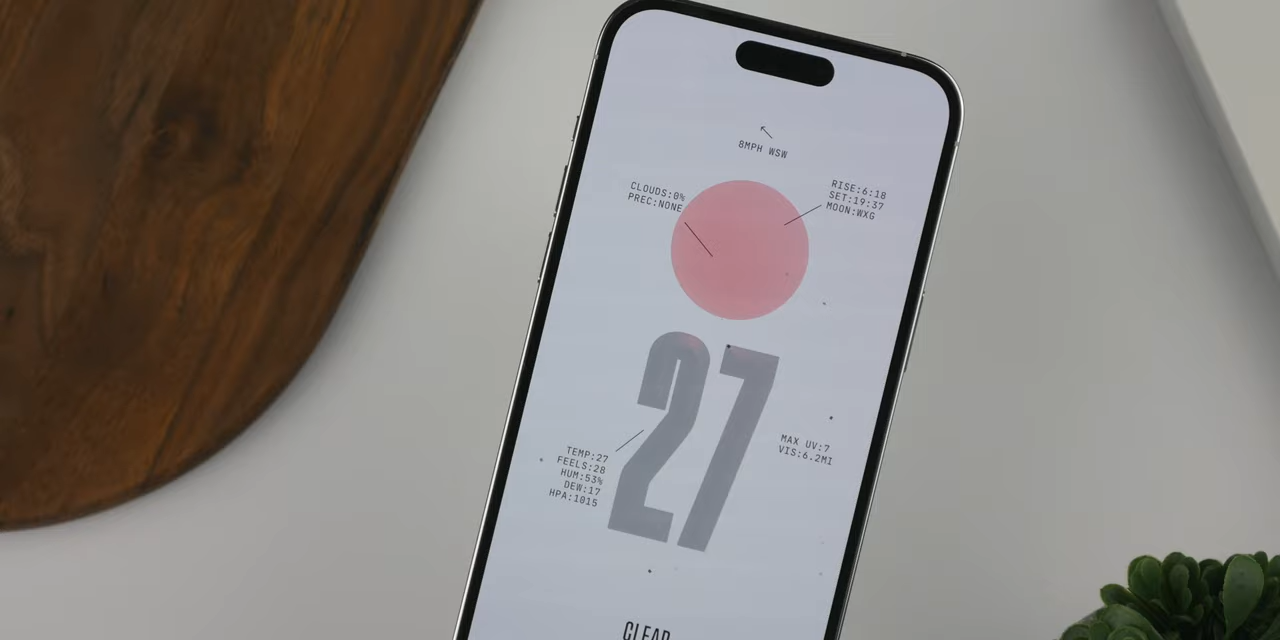 8MPH WSW
CLOUDS:0%
PREC:NONE
RISE:6:18
SET:19:37
MOON:WXG
27
MAX UV:7
VIS:6.2MI
TEMP:27
FEELS:28
HUM:53%
DEW:17
HPA:1015
CLEAR